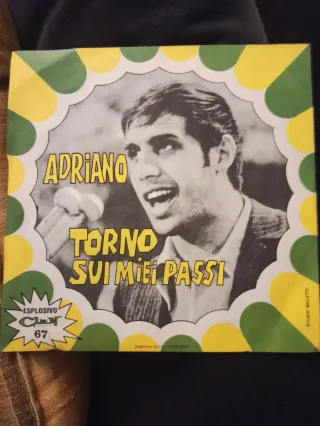 ADRIANO
TORNO
SUI MIEI PASSI
ESPLOSIVO
Clan
67